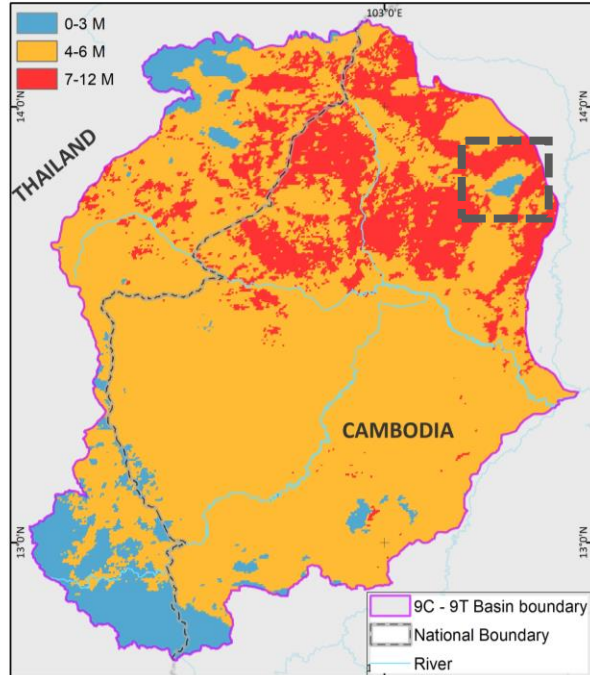 0-3 M
4-6 M
7-12 M
103°0'E
14°0'N
14°0'N
THAILAND
CAMBODIA
13°0'N
13°0'N
9C - 9T Basin boundary
National Boundary
River